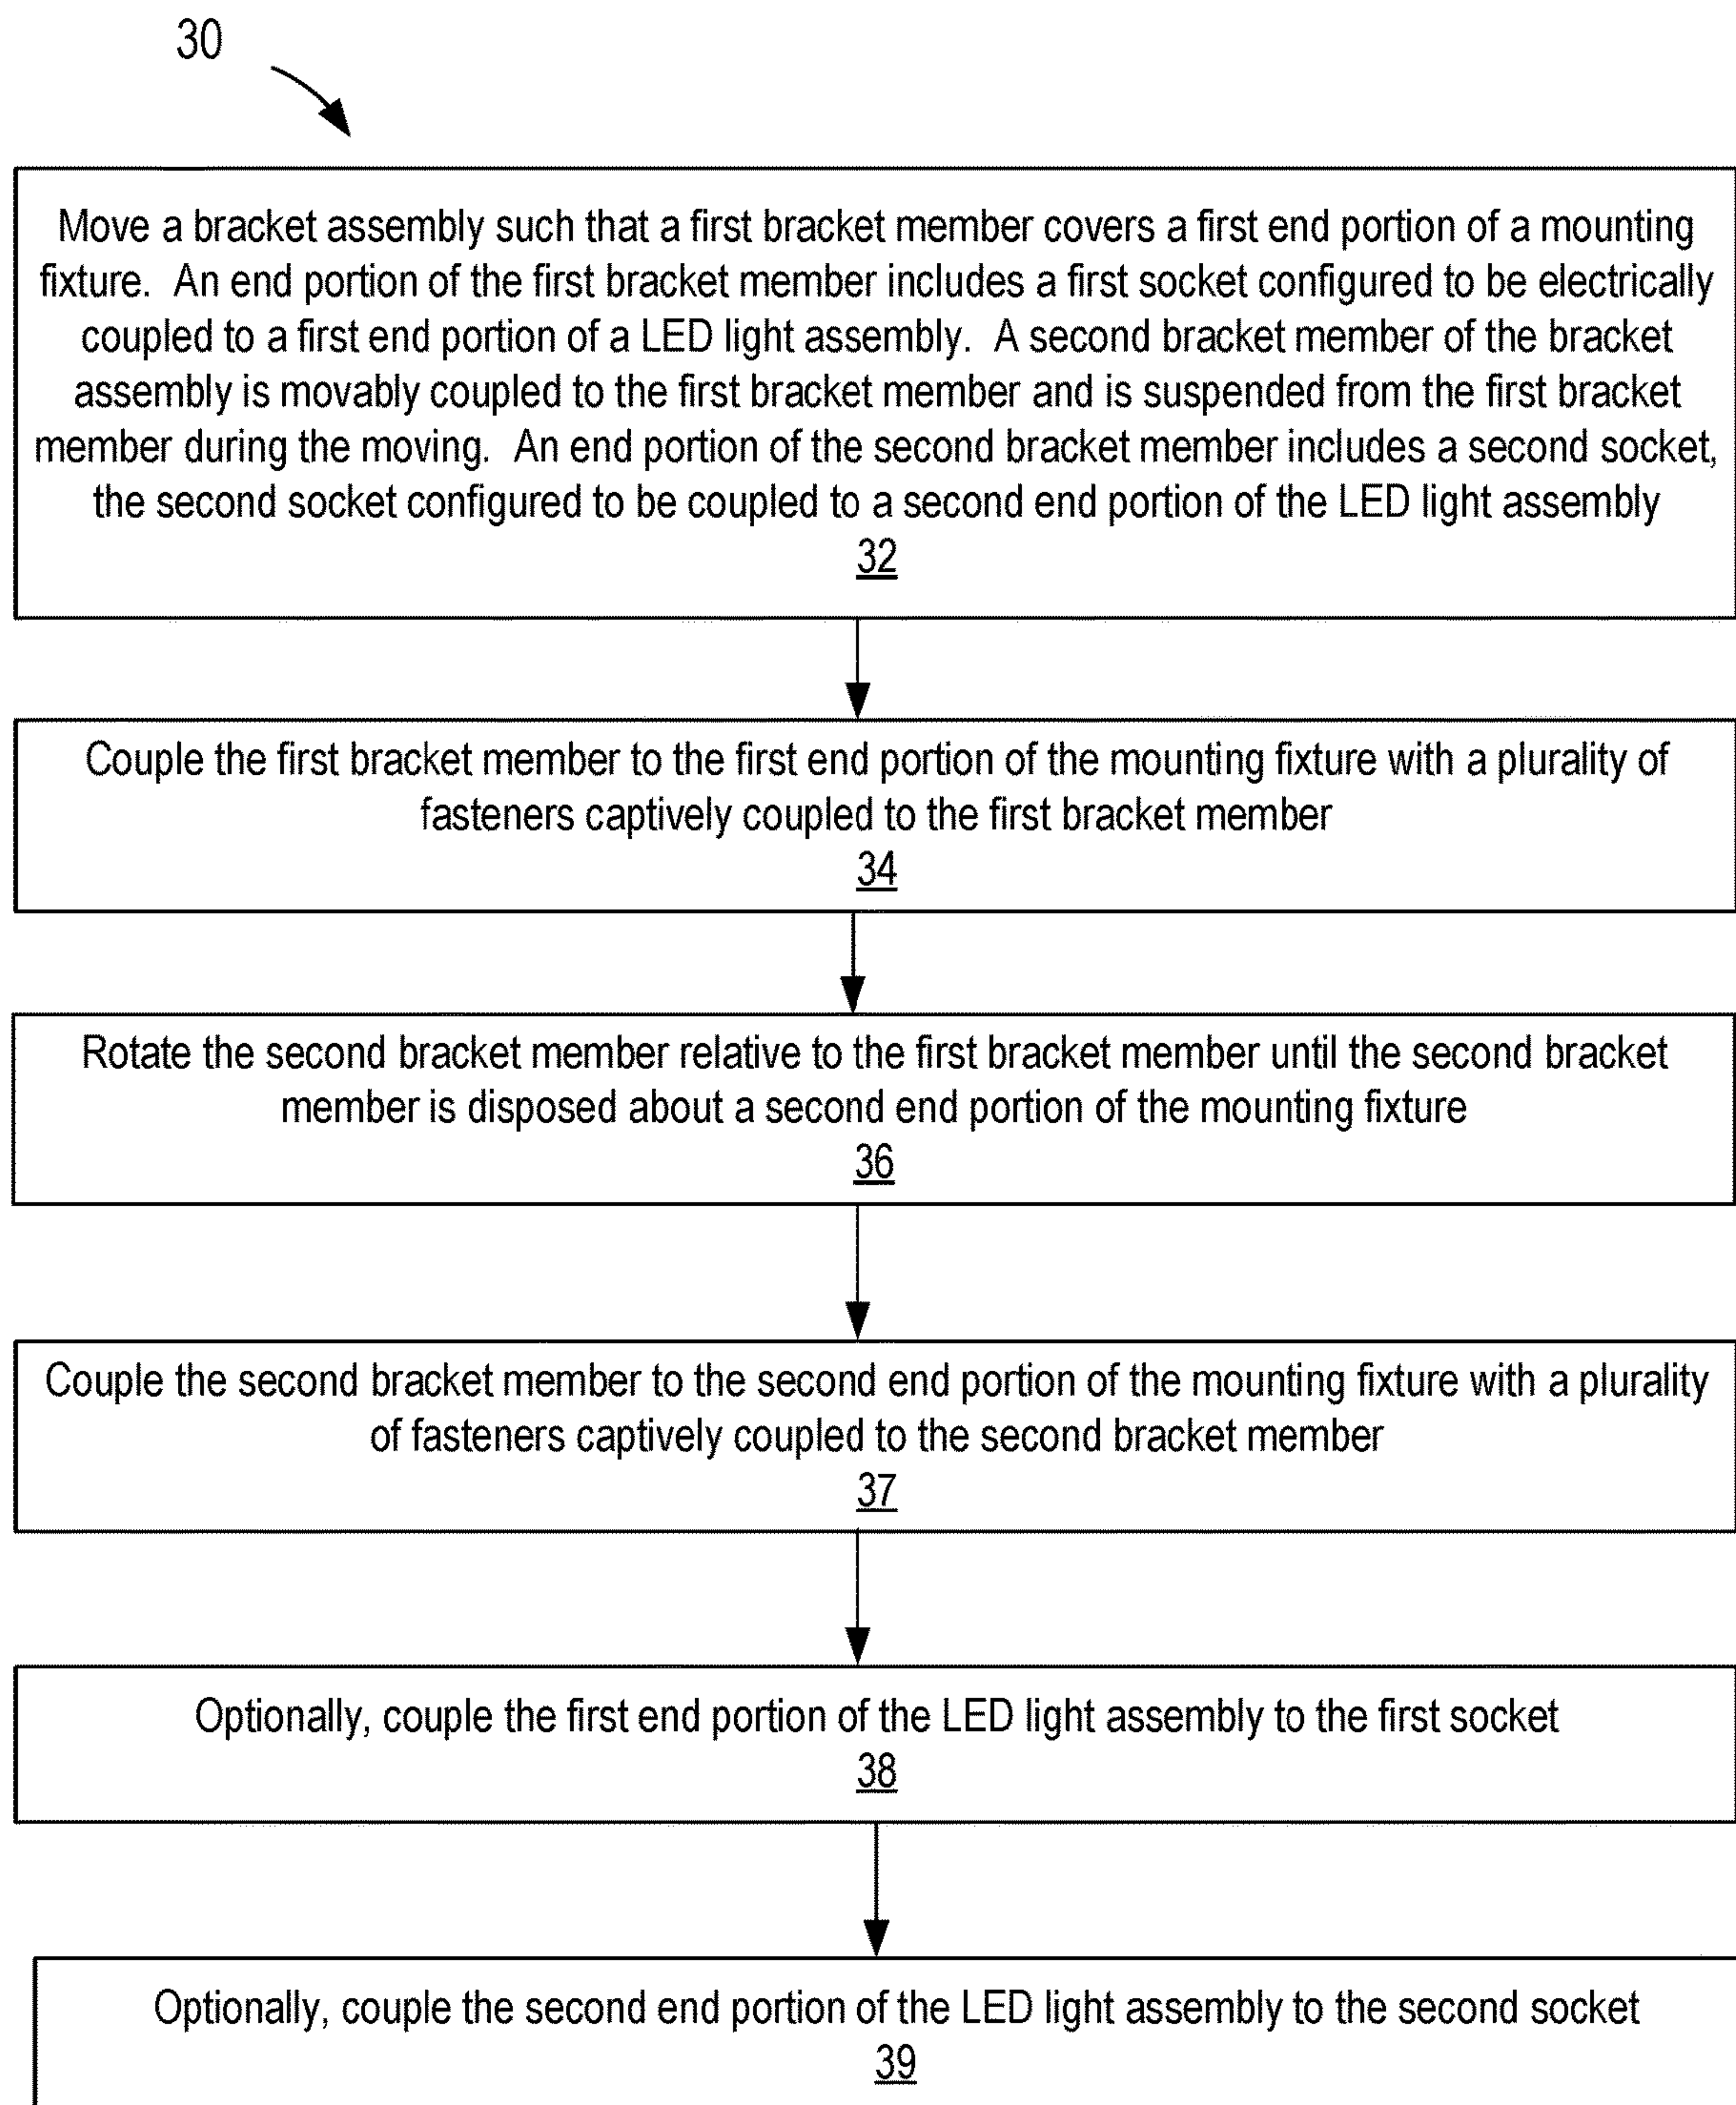 30
Move a bracket assembly such that a first bracket member covers a first end portion of a mounting
fixture.  An end portion of the first bracket member includes a first socket configured to be electrically
coupled to a first end portion of a LED light assembly.  A second bracket member of the bracket
assembly is movably coupled to the first bracket member and is suspended from the first bracket
member during the moving.  An end portion of the second bracket member includes a second socket,
the second socket configured to be coupled to a second end portion of the LED light assembly
32
Couple the first bracket member to the first end portion of the mounting fixture with a plurality of
fasteners captively coupled to the first bracket member
34
Rotate the second bracket member relative to the first bracket member until the second bracket
member is disposed about a second end portion of the mounting fixture
36
Couple the second bracket member to the second end portion of the mounting fixture with a plurality
of fasteners captively coupled to the second bracket member
37
Optionally, couple the first end portion of the LED light assembly to the first socket
38
Optionally, couple the second end portion of the LED light assembly to the second socket
39